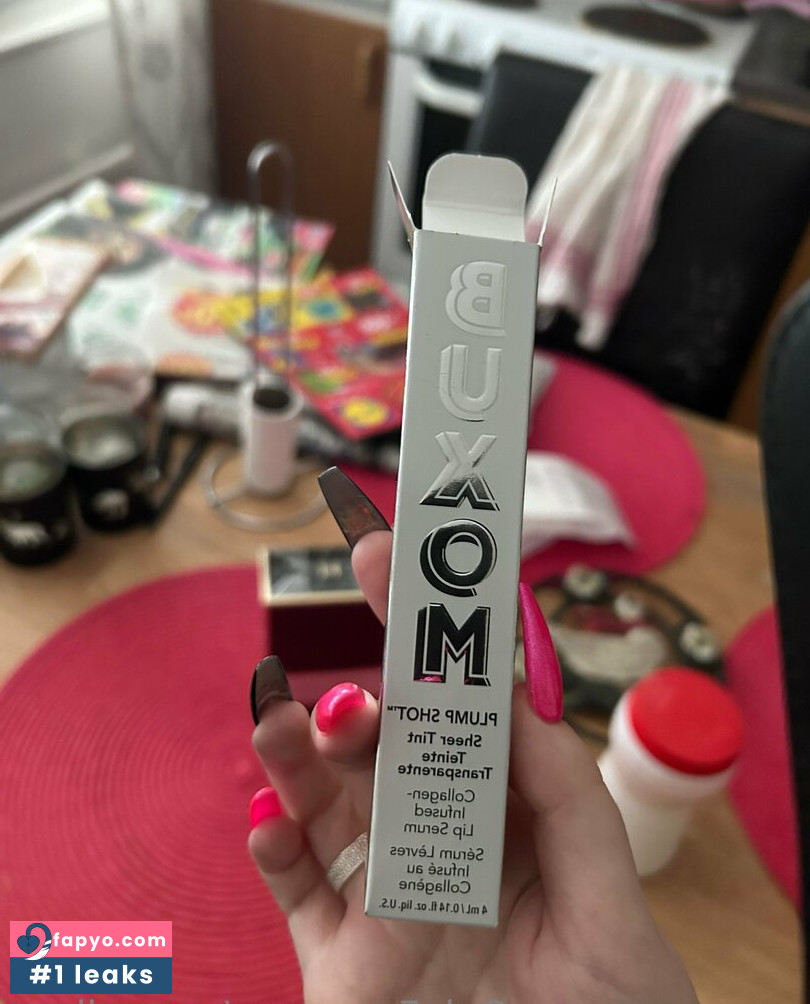 BUXOM
PLUMP SHOT™
Sheer Tint
Teinte
Transparente
Collagen-
Infused
Lip Serum
Sérum Lèvres
Infusé au
Collagène
4 mL/0.14 fl. oz. liq. U.S.
fapyo.com
#1 leaks